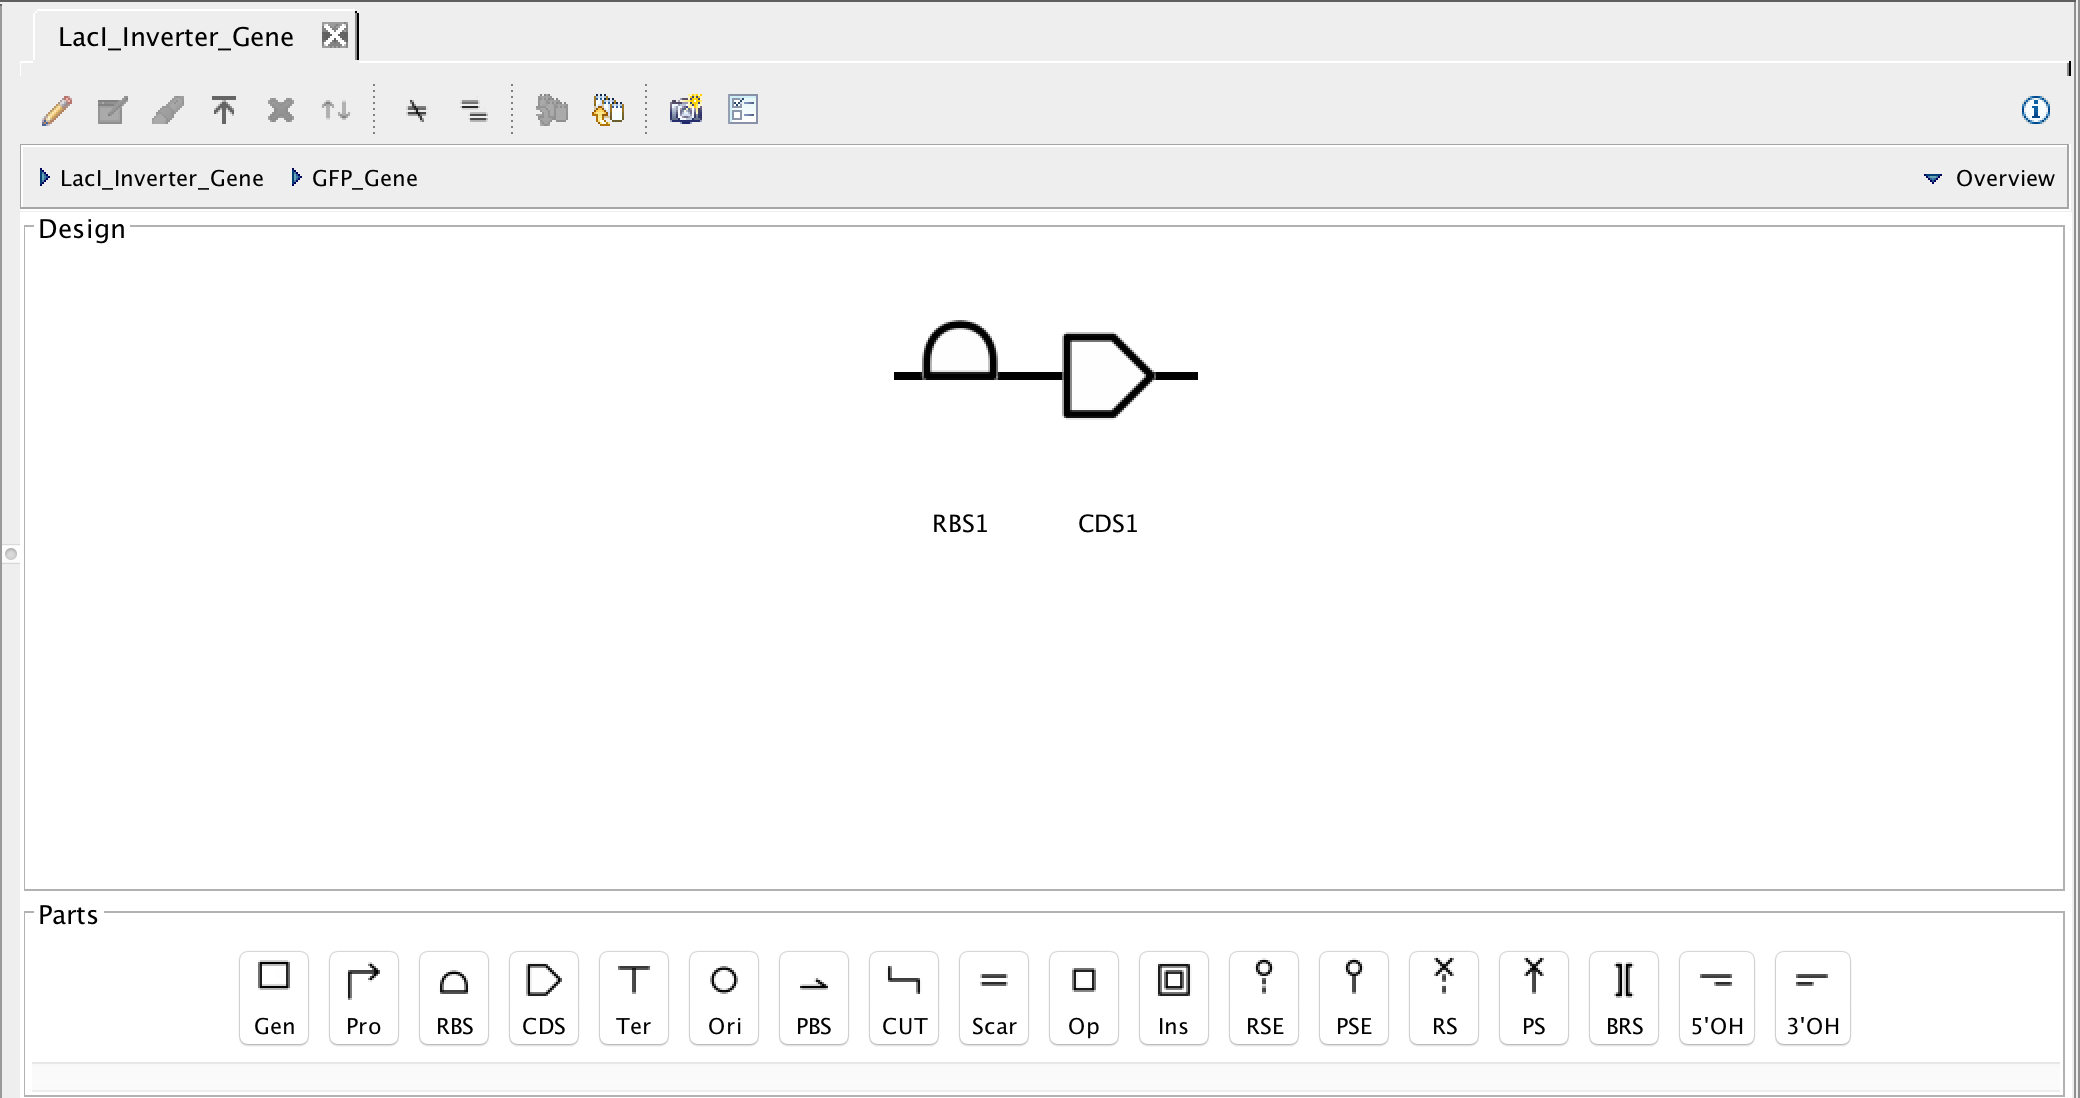 LacI_Inverter_Gene
LacI_Inverter_Gene GFP_Gene Overview
Design
RBS1 CDS1
Parts
Gen Pro RBS CDS Ter Ori PBS CUT Scar Op Ins RSE PSE RS PS BRS 5'OH 3'OH